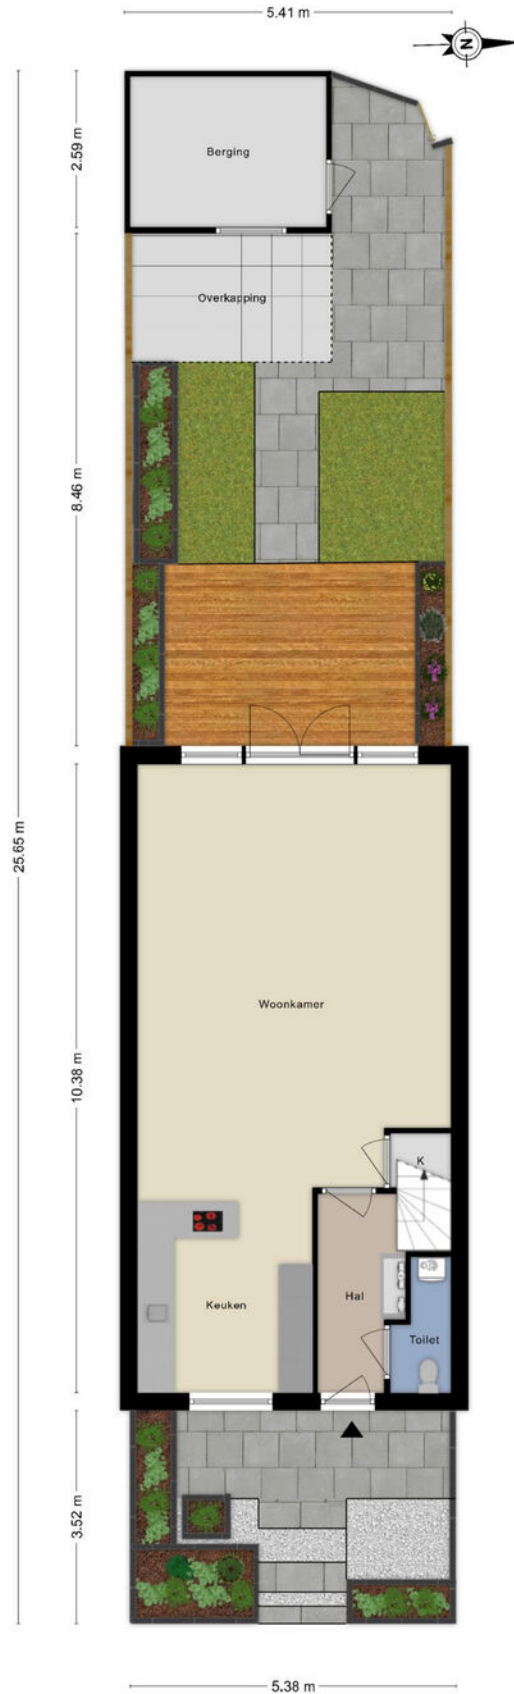 5.41 m
N
2.59 m
Berging
Overkapping
8.46 m
25.65 m
Woonkamer
10.38 m
K
Hal
Keuken
Toilet
3.52 m
5.38 m